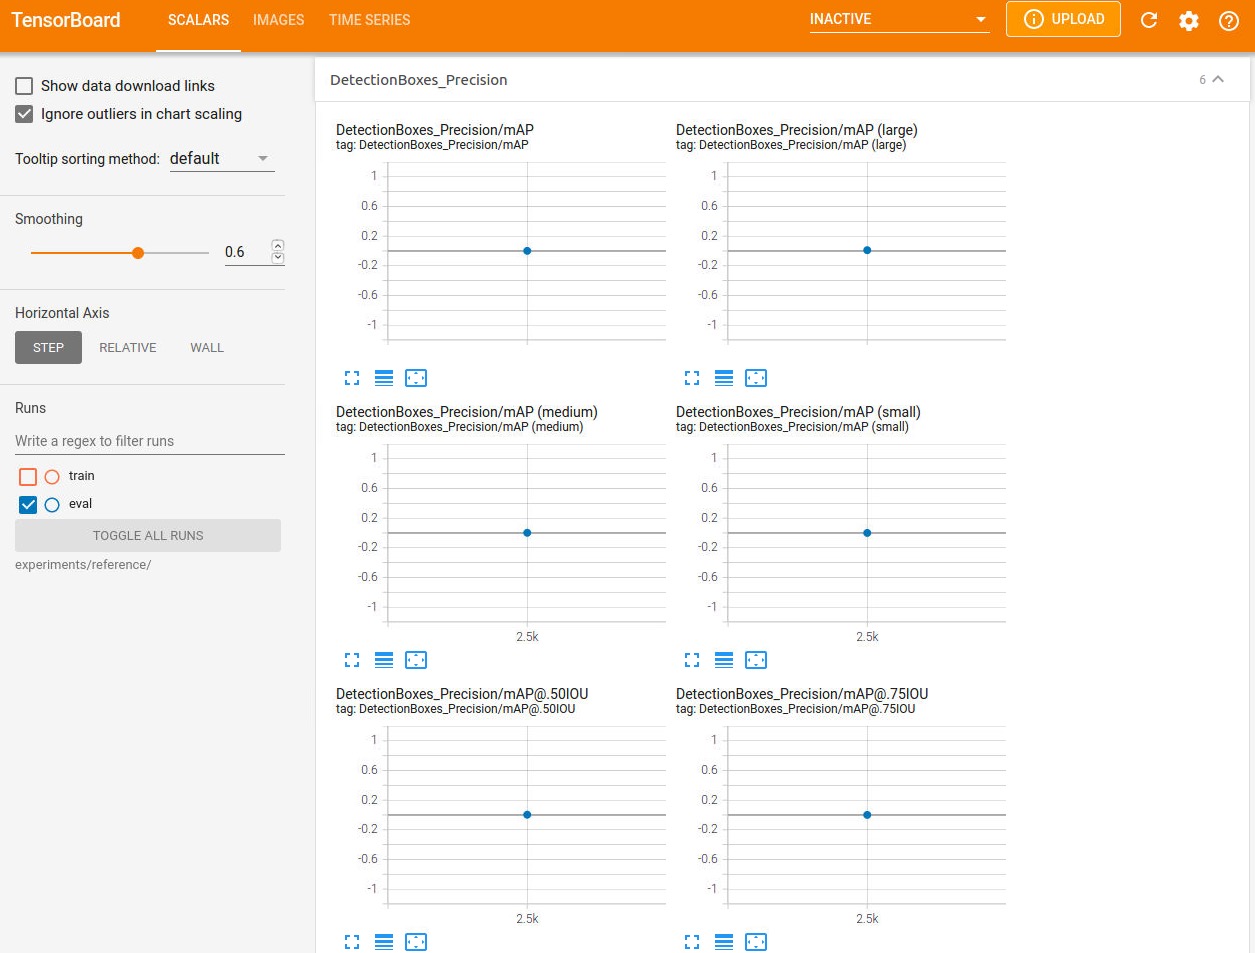 TensorBoard SCALARS IMAGES TIME SERIES INACTIVE UPLOAD
Show data download links
Ignore outliers in chart scaling
Tooltip sorting method: default
Smoothing
0.6
Horizontal Axis
STEP RELATIVE WALL
Runs
Write a regex to filter runs
train
eval
TOGGLE ALL RUNS
experiments/reference/
DetectionBoxes_Precision 6
DetectionBoxes_Precision/mAP
tag: DetectionBoxes_Precision/mAP
1
0.6
0.2
-0.2
-0.6
-1
DetectionBoxes_Precision/mAP (large)
tag: DetectionBoxes_Precision/mAP (large)
1
0.6
0.2
-0.2
-0.6
-1
DetectionBoxes_Precision/mAP (medium)
tag: DetectionBoxes_Precision/mAP (medium)
1
0.6
0.2
-0.2
-0.6
-1
2.5k
DetectionBoxes_Precision/mAP (small)
tag: DetectionBoxes_Precision/mAP (small)
1
0.6
0.2
-0.2
-0.6
-1
2.5k
DetectionBoxes_Precision/mAP@.50IOU
tag: DetectionBoxes_Precision/mAP@.50IOU
1
0.6
0.2
-0.2
-0.6
-1
2.5k
DetectionBoxes_Precision/mAP@.75IOU
tag: DetectionBoxes_Precision/mAP@.75IOU
1
0.6
0.2
-0.2
-0.6
-1
2.5k